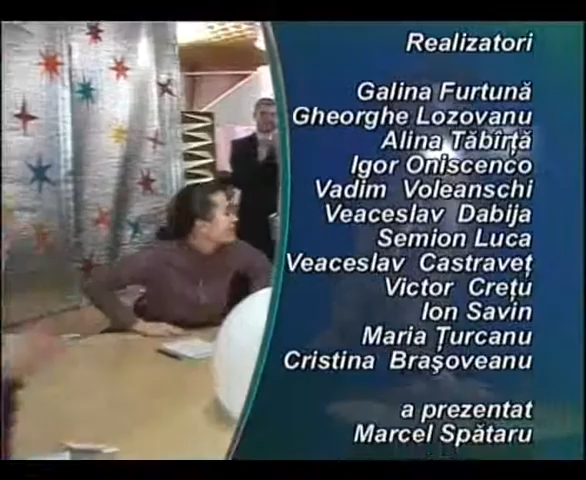 Realizatori
Galina Furtună
Gheorghe Lozovanu
Alina Tăbîrță
Igor Oniscenco
Vadim Voleanschi
Veaceslav Dabija
Semion Luca
Veaceslav Castraveț
Victor Crețu
Ion Savin
Maria Țurcanu
Cristina Brașoveanu
a prezentat
Marcel Spătaru